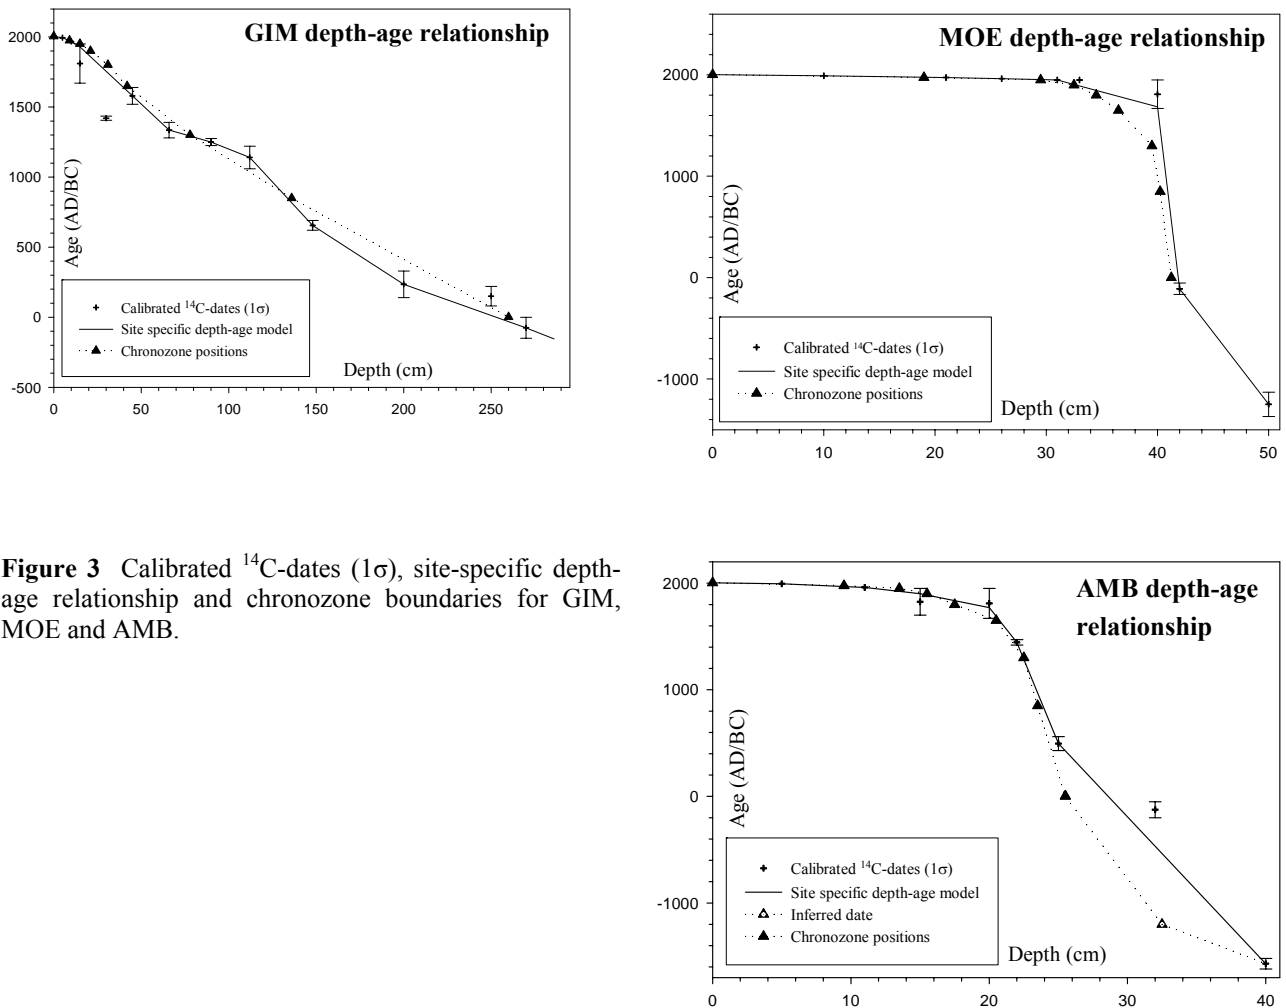 GIM depth-age relationship
2000
1500
1000
500
0
-500
Age (AD/BC)
Calibrated ¹⁴C-dates (1σ)
Site specific depth-age model
Chronozone positions
Depth (cm)
0 50 100 150 200 250
MOE depth-age relationship
2000
1000
0
-1000
Age (AD/BC)
Calibrated ¹⁴C-dates (1σ)
Site specific depth-age model
Chronozone positions
Depth (cm)
0 10 20 30 40 50
Figure 3 Calibrated ¹⁴C-dates (1σ), site-specific depth-
age relationship and chronozone boundaries for GIM,
MOE and AMB.
AMB depth-age
relationship
2000
1000
0
-1000
Age (AD/BC)
Calibrated ¹⁴C-dates (1σ)
Site specific depth-age model
Inferred date
Chronozone positions
Depth (cm)
0 10 20 30 40